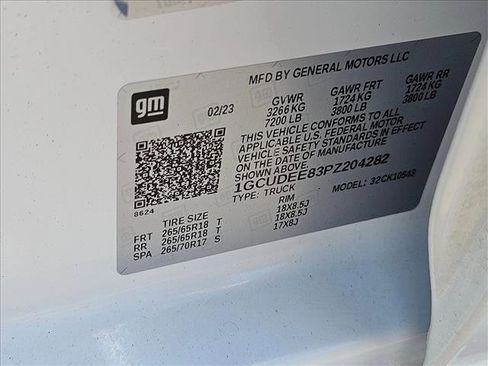 MFD BY GENERAL MOTORS LLC
gm
02/23
GVWR GAWR FRT GAWR RR
3266 KG 1724 KG 1724 KG
7200 LB 3800 LB 3800 LB
THIS VEHICLE CONFORMS TO ALL
APPLICABLE U.S. FEDERAL MOTOR
VEHICLE SAFETY STANDARDS IN EFFECT
ON THE DATE OF MANUFACTURE
1GCUDEE83PZ204282
TYPE: TRUCK MODEL: 32CK10543
8624
TIRE SIZE RIM
FRT 265/65R18 T 18X8.5J
RR 265/65R18 T 18X8.5J
SPA 265/70R17 S 17X8J